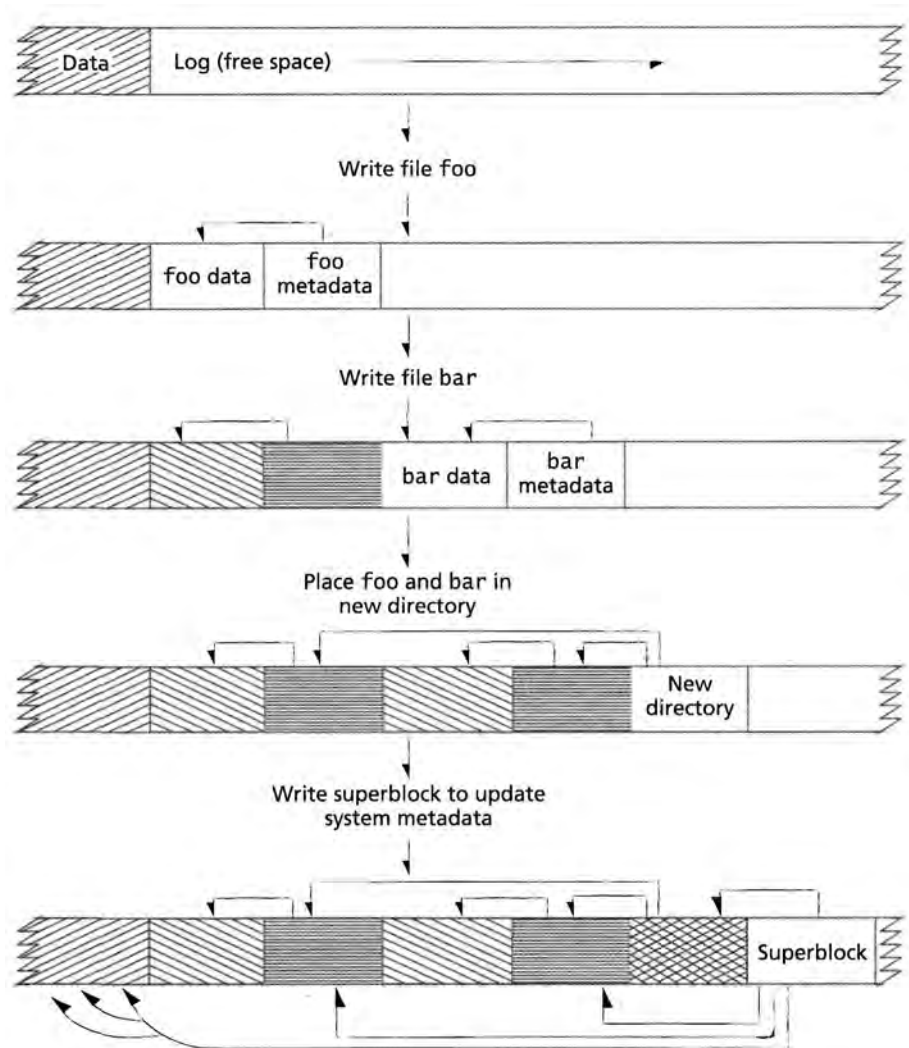 Data
Log (free space)
Write file foo
foo data
foo
metadata
Write file bar
bar data
bar
metadata
Place foo and bar in
new directory
New
directory
Write superblock to update
system metadata
Superblock